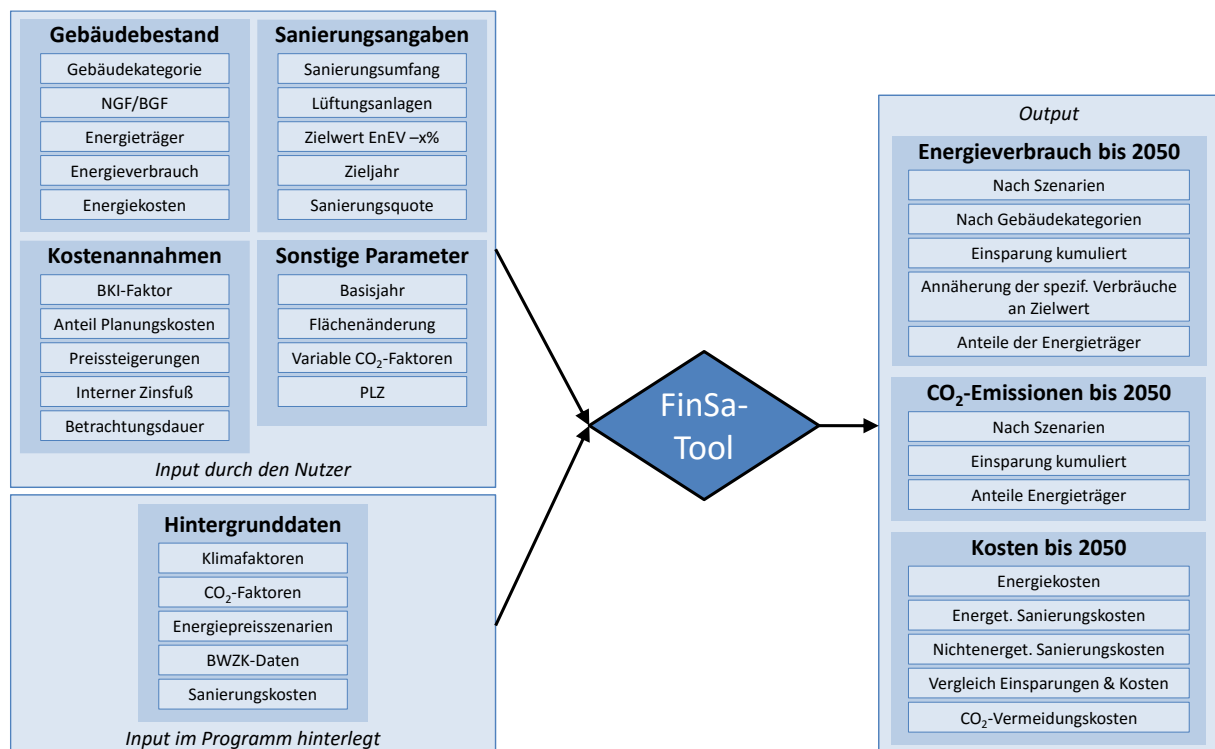 Gebäudebestand
Gebäudekategorie
NGF/BGF
Energieträger
Energieverbrauch
Energiekosten
Sanierungsangaben
Sanierungsumfang
Lüftungsanlagen
Zielwert EnEV –x%
Zieljahr
Sanierungsquote
Kostenannahmen
BKI-Faktor
Anteil Planungskosten
Preissteigerungen
Interner Zinsfuß
Betrachtungsdauer
Sonstige Parameter
Basisjahr
Flächenänderung
Variable CO₂-Faktoren
PLZ
Input durch den Nutzer
Hintergrunddaten
Klimafaktoren
CO₂-Faktoren
Energiepreisszenarien
BWZK-Daten
Sanierungskosten
Input im Programm hinterlegt
FinSa-
Tool
Output
Energieverbrauch bis 2050
Nach Szenarien
Nach Gebäudekategorien
Einsparung kumuliert
Annäherung der spezif. Verbräuche
an Zielwert
Anteile der Energieträger
CO₂-Emissionen bis 2050
Nach Szenarien
Einsparung kumuliert
Anteile Energieträger
Kosten bis 2050
Energiekosten
Energet. Sanierungskosten
Nichtenerget. Sanierungskosten
Vergleich Einsparungen & Kosten
CO₂-Vermeidungskosten